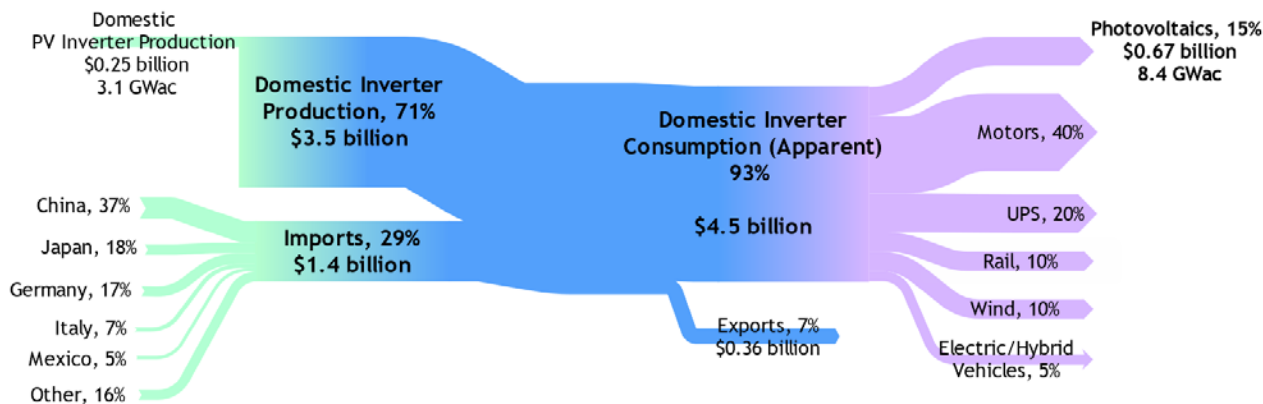 Domestic
PV Inverter Production
$0.25 billion
3.1 GWac
Domestic Inverter
Production, 71%
$3.5 billion
China, 37%
Japan, 18%
Germany, 17%
Italy, 7%
Mexico, 5%
Other, 16%
Imports, 29%
$1.4 billion
Domestic Inverter
Consumption (Apparent)
93%
$4.5 billion
Exports, 7%
$0.36 billion
Photovoltaics, 15%
$0.67 billion
8.4 GWac
Motors, 40%
UPS, 20%
Rail, 10%
Wind, 10%
Electric/Hybrid
Vehicles, 5%